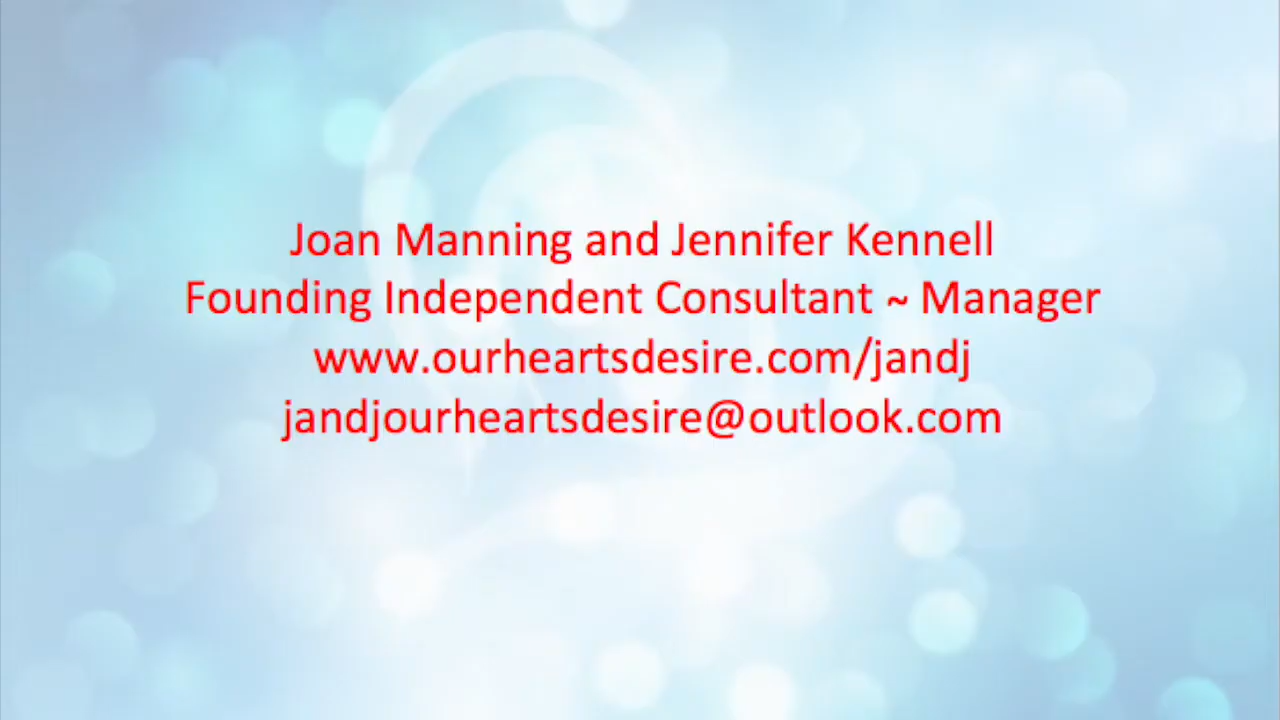 Joan Manning and Jennifer Kennell
Founding Independent Consultant ~ Manager
www.ourheartsdesire.com/jandj
jandjourheartsdesire@outlook.com